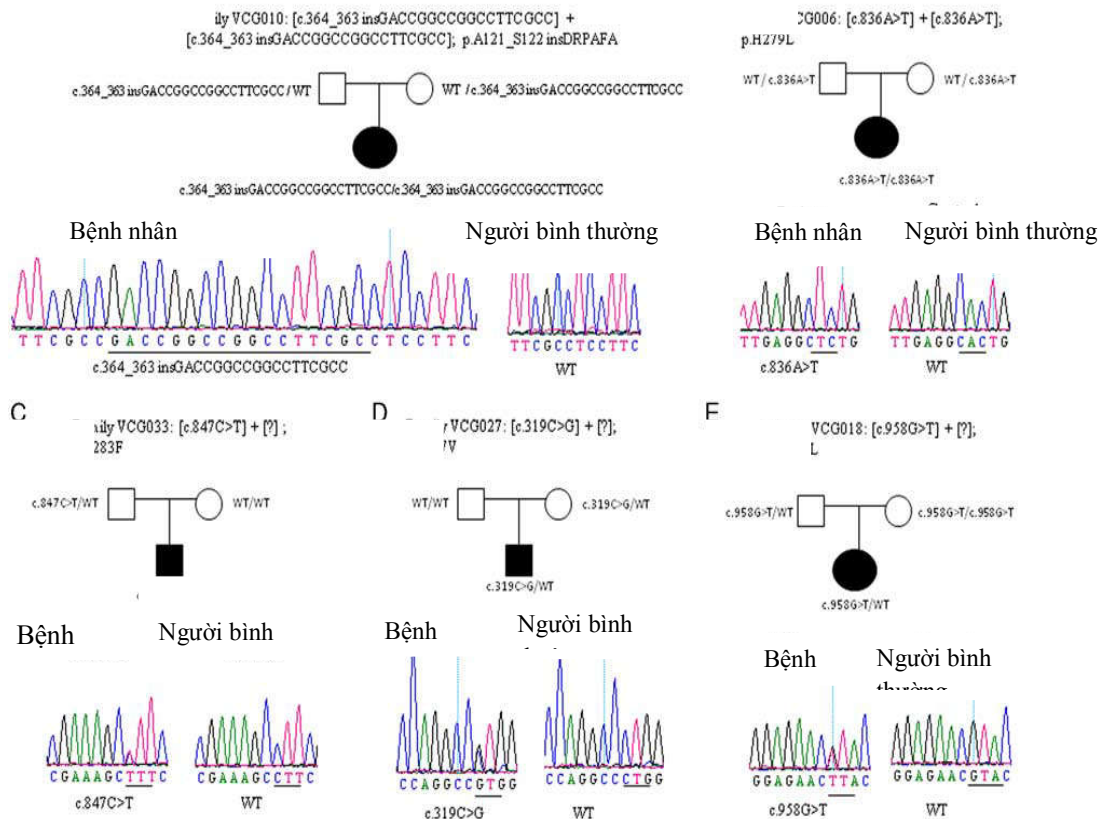 ily VCG010: [c.364_363 insGACCGGCCGGCCTTCGCC] +
[c.364_363 insGACCGGCCGGCCTTCGCC]; p.A121_S122 insDRPAFA
c.364_363 insGACCGGCCGGCCTTCGCC / WT
WT / c.364_363 insGACCGGCCGGCCTTCGCC
c.364_363 insGACCGGCCGGCCTTCGCC/c.364_363 insGACCGGCCGGCCTTCGCC
Bệnh nhân
Người bình thường
TTCGCCGACCGGCCGGCCTTCGCCTCCTTC
c.364_363 insGACCGGCCGGCCTTCGCC
TTCGCCTCCTTC
WT
CG006: [c.836A>T] + [c.836A>T];
p.H279L
WT / c.836A>T
WT / c.836A>T
c.836A>T/c.836A>T
Bệnh nhân
Người bình thường
TTGAGGCTCTG
c.836A>T
TTGAGGCACTG
WT
C
ily VCG033: [c.847C>T] + [?] ;
283F
c.847C>T/WT
WT/WT
Bệnh
Người bình
CGAAAGCTTTC
c.847C>T
CGAAAGCCTTC
WT
D
VCG027: [c.319C>G] + [?];
WT/WT
c.319C>G/WT
c.319C>G/WT
Bệnh
Người bình
CCAGGCCGTGG
c.319C>G
CCAGGCCCTGG
WT
VCG018: [c.958G>T] + [?];
L
c.958G>T/WT
c.958G>T/c.958G>T
c.958G>T/WT
Bệnh
Người bình
thường
GGAGAACTTAC
c.958G>T
GGAGAACGTAC
WT